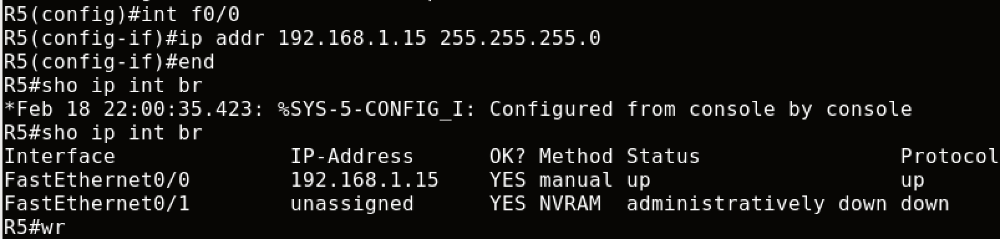 R5(config)#int f0/0
R5(config-if)#ip addr 192.168.1.15 255.255.255.0
R5(config-if)#end
R5#sho ip int br
*Feb 18 22:00:35.423: %SYS-5-CONFIG_I: Configured from console by console
R5#sho ip int br
Interface              IP-Address      OK? Method Status                Protocol
FastEthernet0/0        192.168.1.15    YES manual up                    up
FastEthernet0/1        unassigned      YES NVRAM  administratively down down
R5#wr